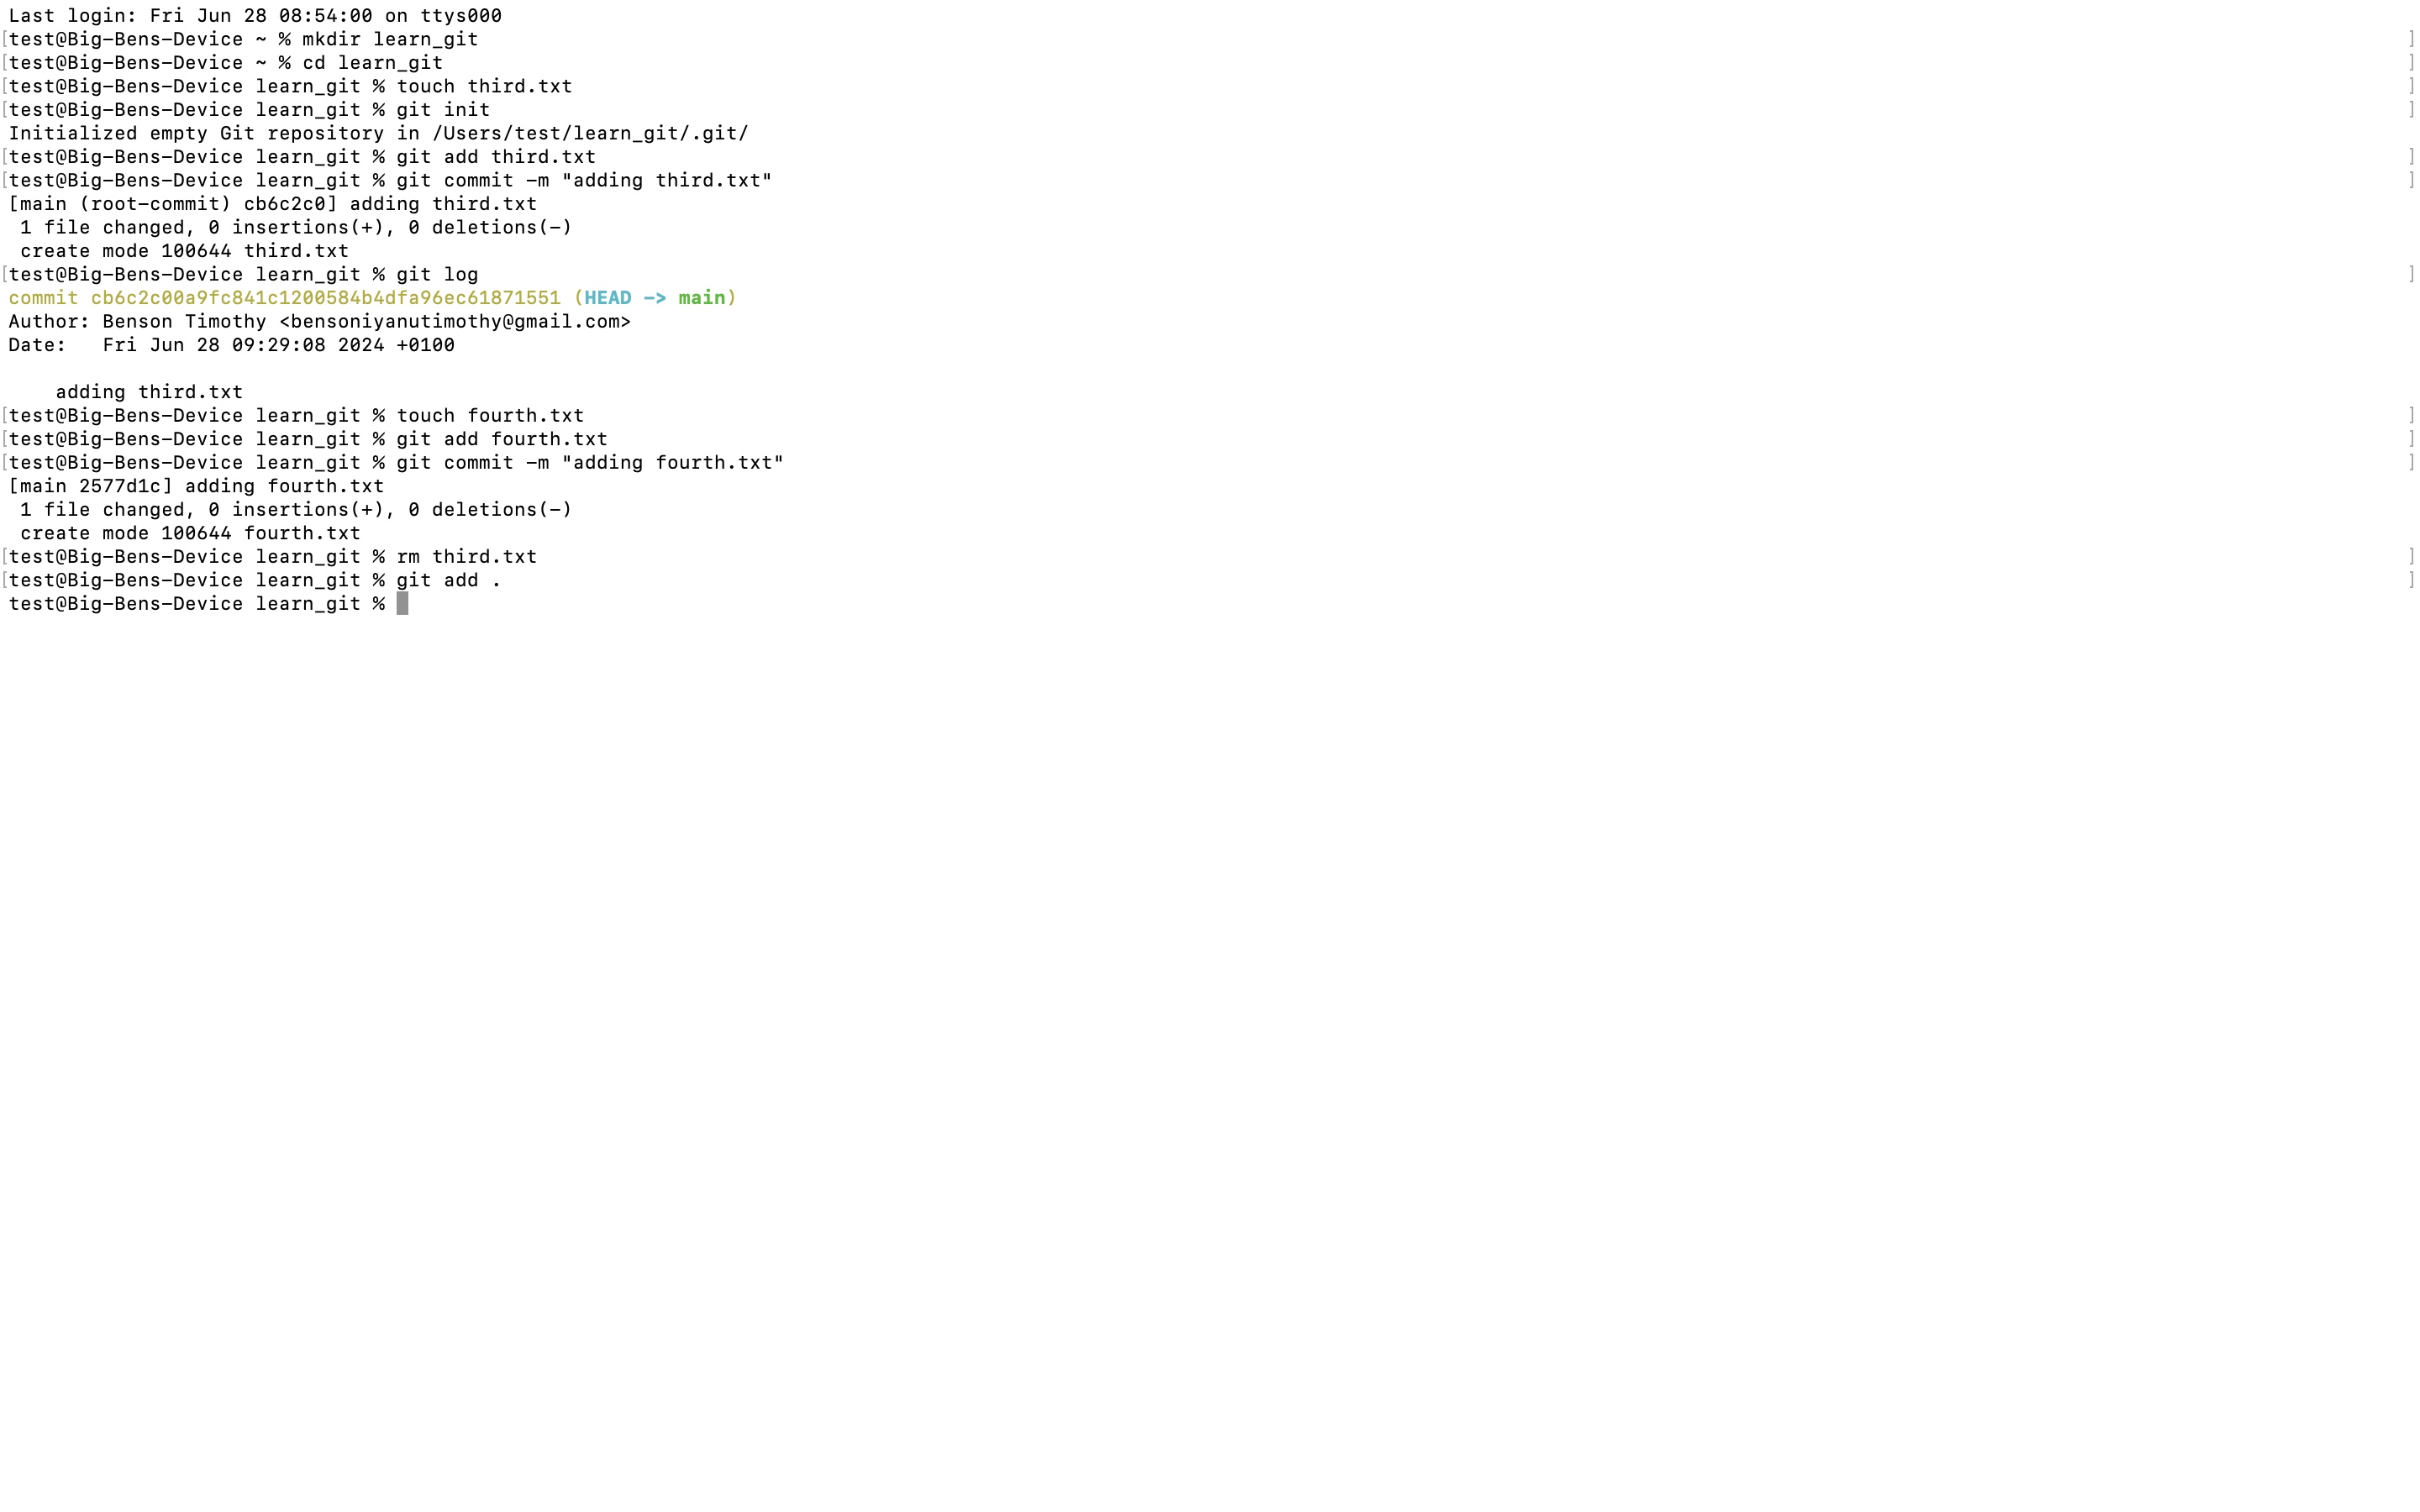 Last login: Fri Jun 28 08:54:00 on ttys000
[test@Big-Bens-Device ~ % mkdir learn_git ]
[test@Big-Bens-Device ~ % cd learn_git ]
[test@Big-Bens-Device learn_git % touch third.txt ]
[test@Big-Bens-Device learn_git % git init ]
Initialized empty Git repository in /Users/test/learn_git/.git/
[test@Big-Bens-Device learn_git % git add third.txt ]
[test@Big-Bens-Device learn_git % git commit -m "adding third.txt" ]
[main (root-commit) cb6c2c0] adding third.txt
 1 file changed, 0 insertions(+), 0 deletions(-)
 create mode 100644 third.txt
[test@Big-Bens-Device learn_git % git log ]
commit cb6c2c00a9fc841c1200584b4dfa96ec61871551 (HEAD -> main)
Author: Benson Timothy <bensoniyanutimothy@gmail.com>
Date:   Fri Jun 28 09:29:08 2024 +0100

    adding third.txt
[test@Big-Bens-Device learn_git % touch fourth.txt ]
[test@Big-Bens-Device learn_git % git add fourth.txt ]
[test@Big-Bens-Device learn_git % git commit -m "adding fourth.txt" ]
[main 2577d1c] adding fourth.txt
 1 file changed, 0 insertions(+), 0 deletions(-)
 create mode 100644 fourth.txt
[test@Big-Bens-Device learn_git % rm third.txt ]
[test@Big-Bens-Device learn_git % git add . ]
test@Big-Bens-Device learn_git %